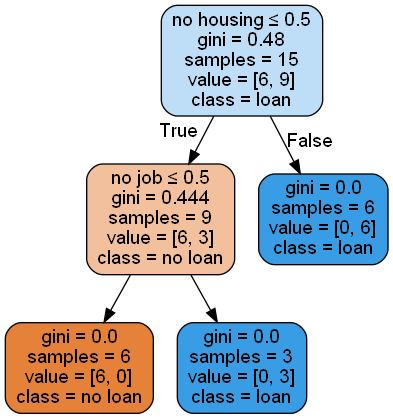 no housing ≤ 0.5
gini = 0.48
samples = 15
value = [6, 9]
class = loan
True
False
no job ≤ 0.5
gini = 0.444
samples = 9
value = [6, 3]
class = no loan
gini = 0.0
samples = 6
value = [0, 6]
class = loan
gini = 0.0
samples = 6
value = [6, 0]
class = no loan
gini = 0.0
samples = 3
value = [0, 3]
class = loan